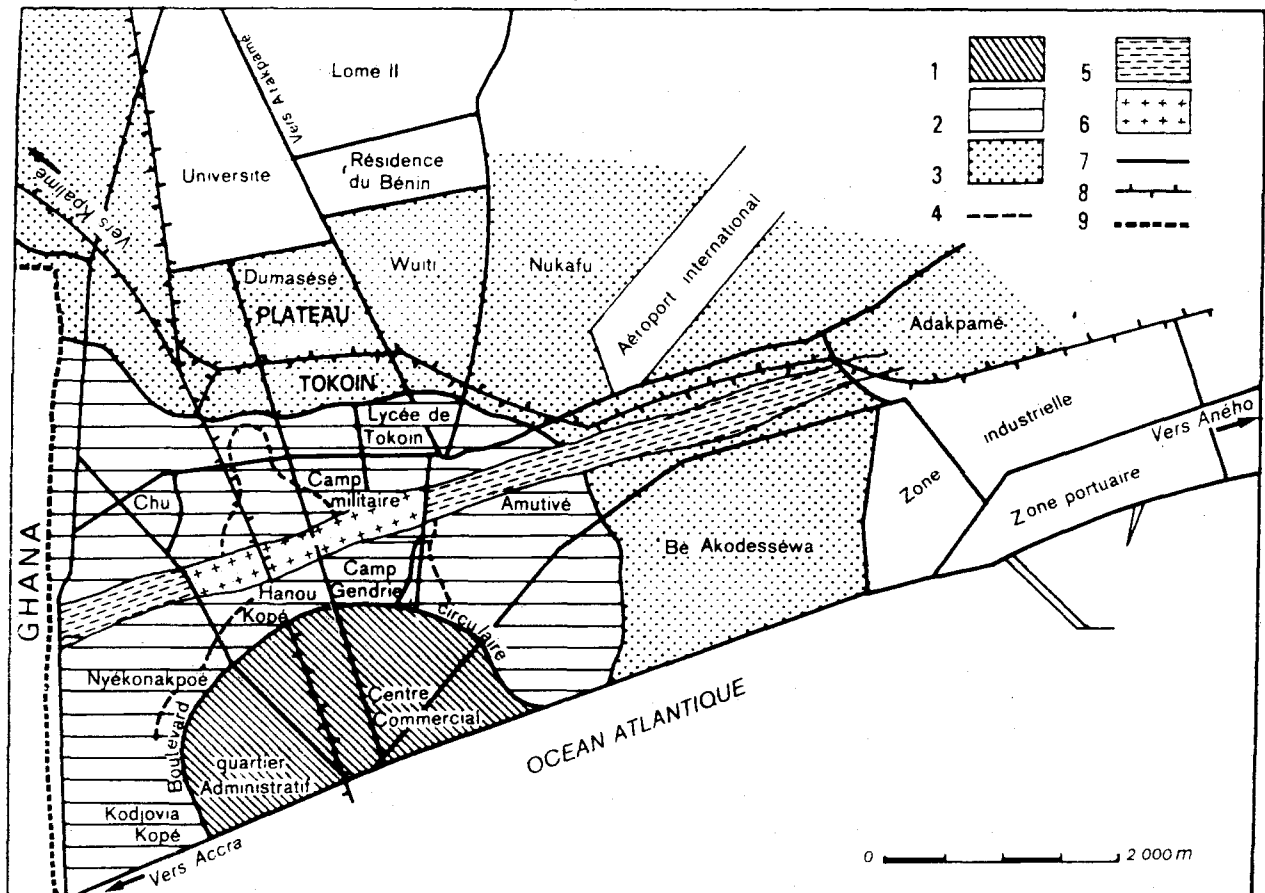 Lome II
Vers Atakpamé
1
5
2
6
3
7
4
8
9
Résidence
du Bénin
Université
Vers Kpalimé
Wuiti
Nukafu
Aéroport international
Dumasésé
PLATEAU
Adakpamé
TOKOIN
Lycée de
Tokoin
industrielle
Vers Aného
Zone
Zone portuaire
Camp
militaire
Chu
Amutivé
Bé Akodesséwa
GHANA
Camp
Gendrie
Hanou
Kopé
circulaire
Nyékonakpoé
Boulevard
Centre
Commercial
quartier
Administratif
OCEAN ATLANTIQUE
Kodjovia
Kopé
Vers Accra
0 2 000 m